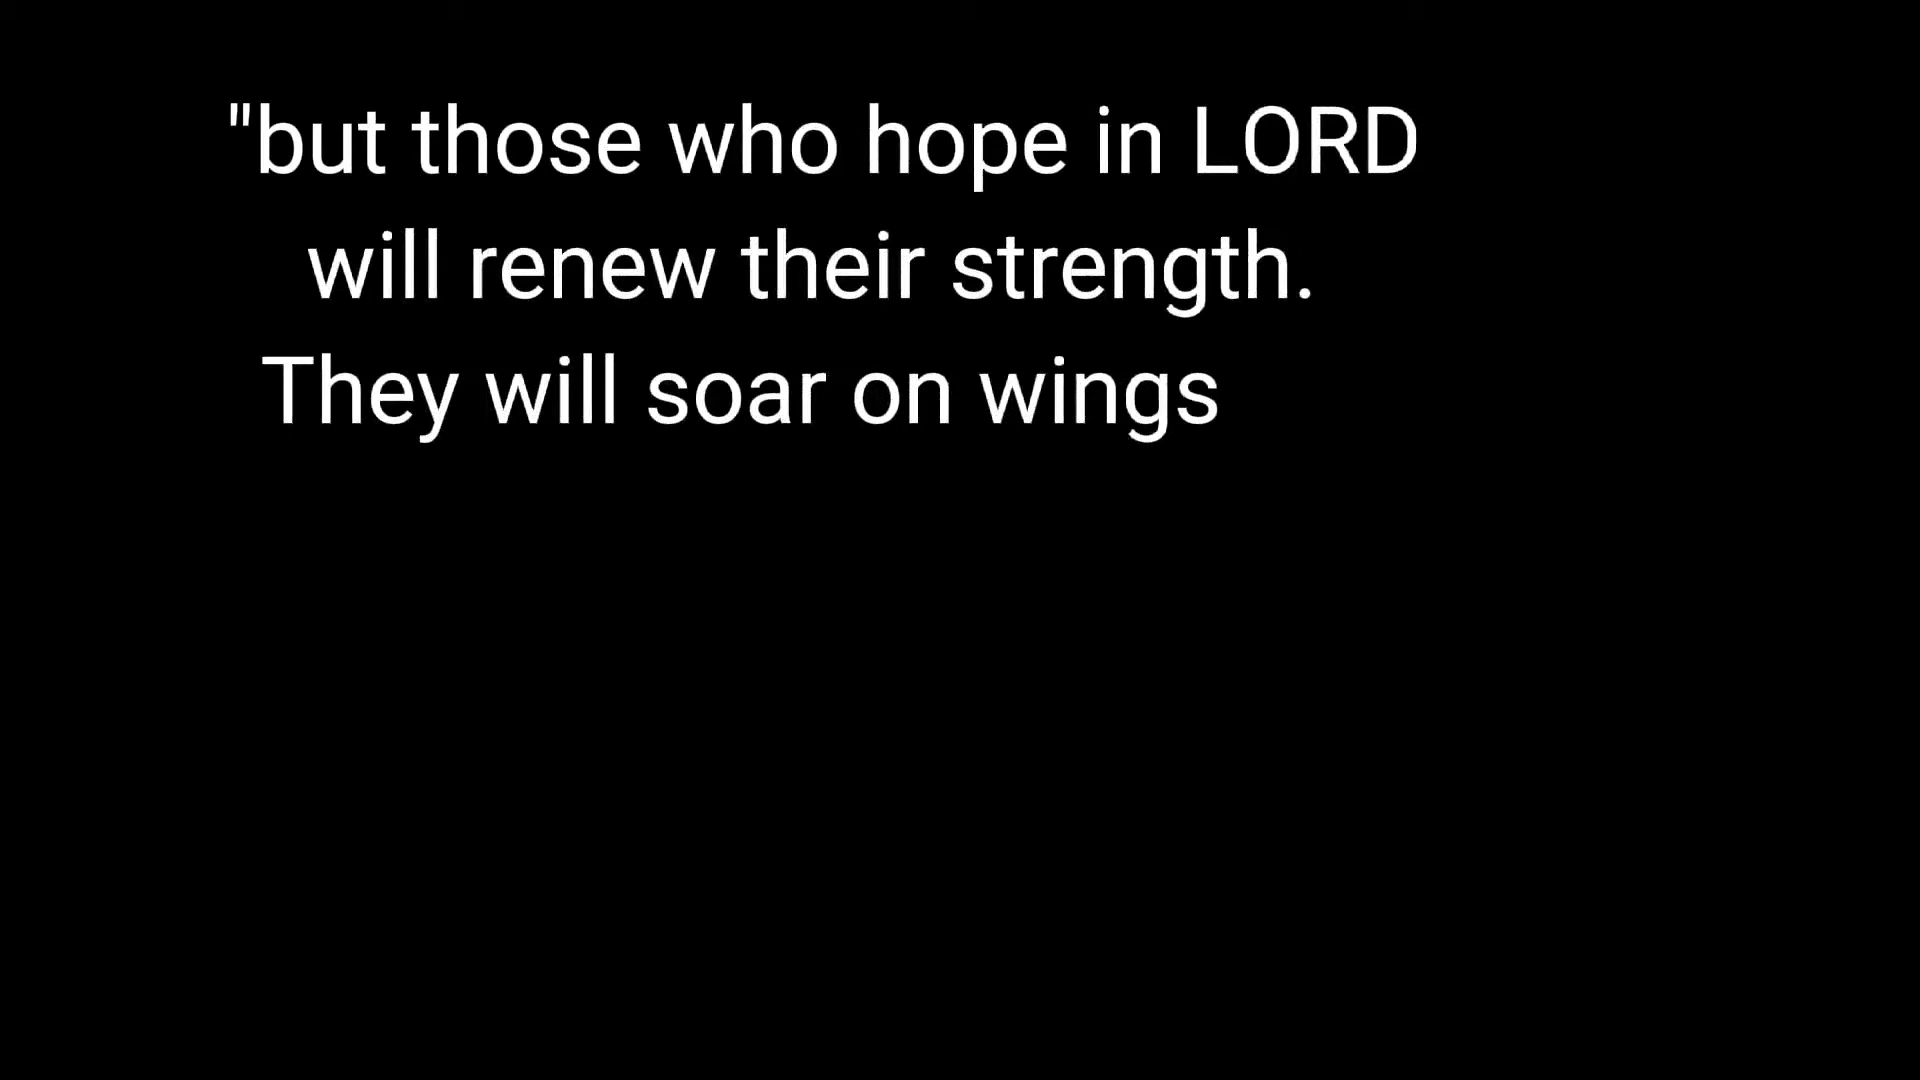 "but those who hope in LORD
will renew their strength.
They will soar on wings